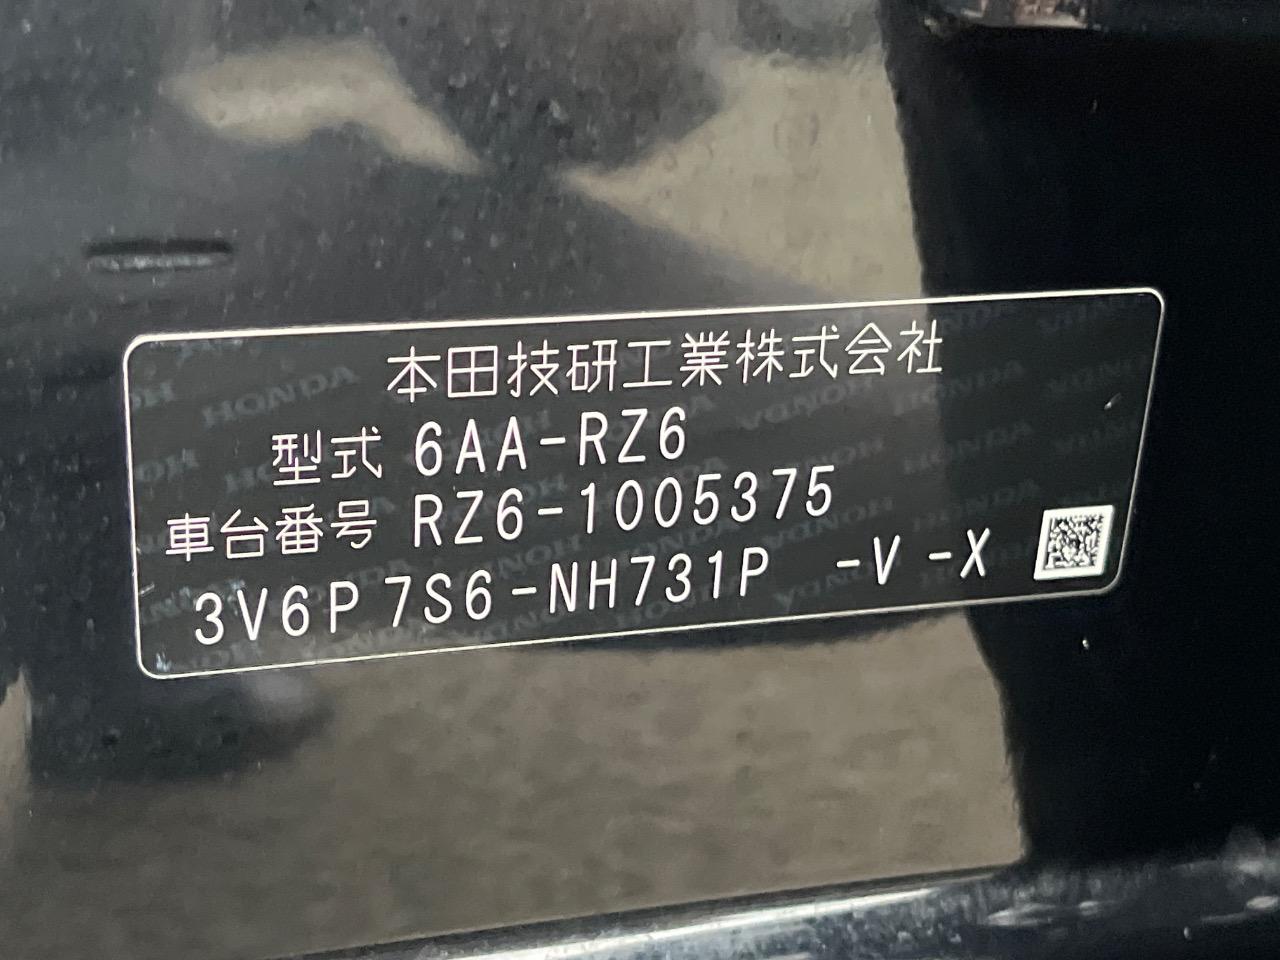 本田技研工業株式会社
型式 6AA-RZ6
車台番号 RZ6-1005375
3V6P 7S6-NH731P -V -X